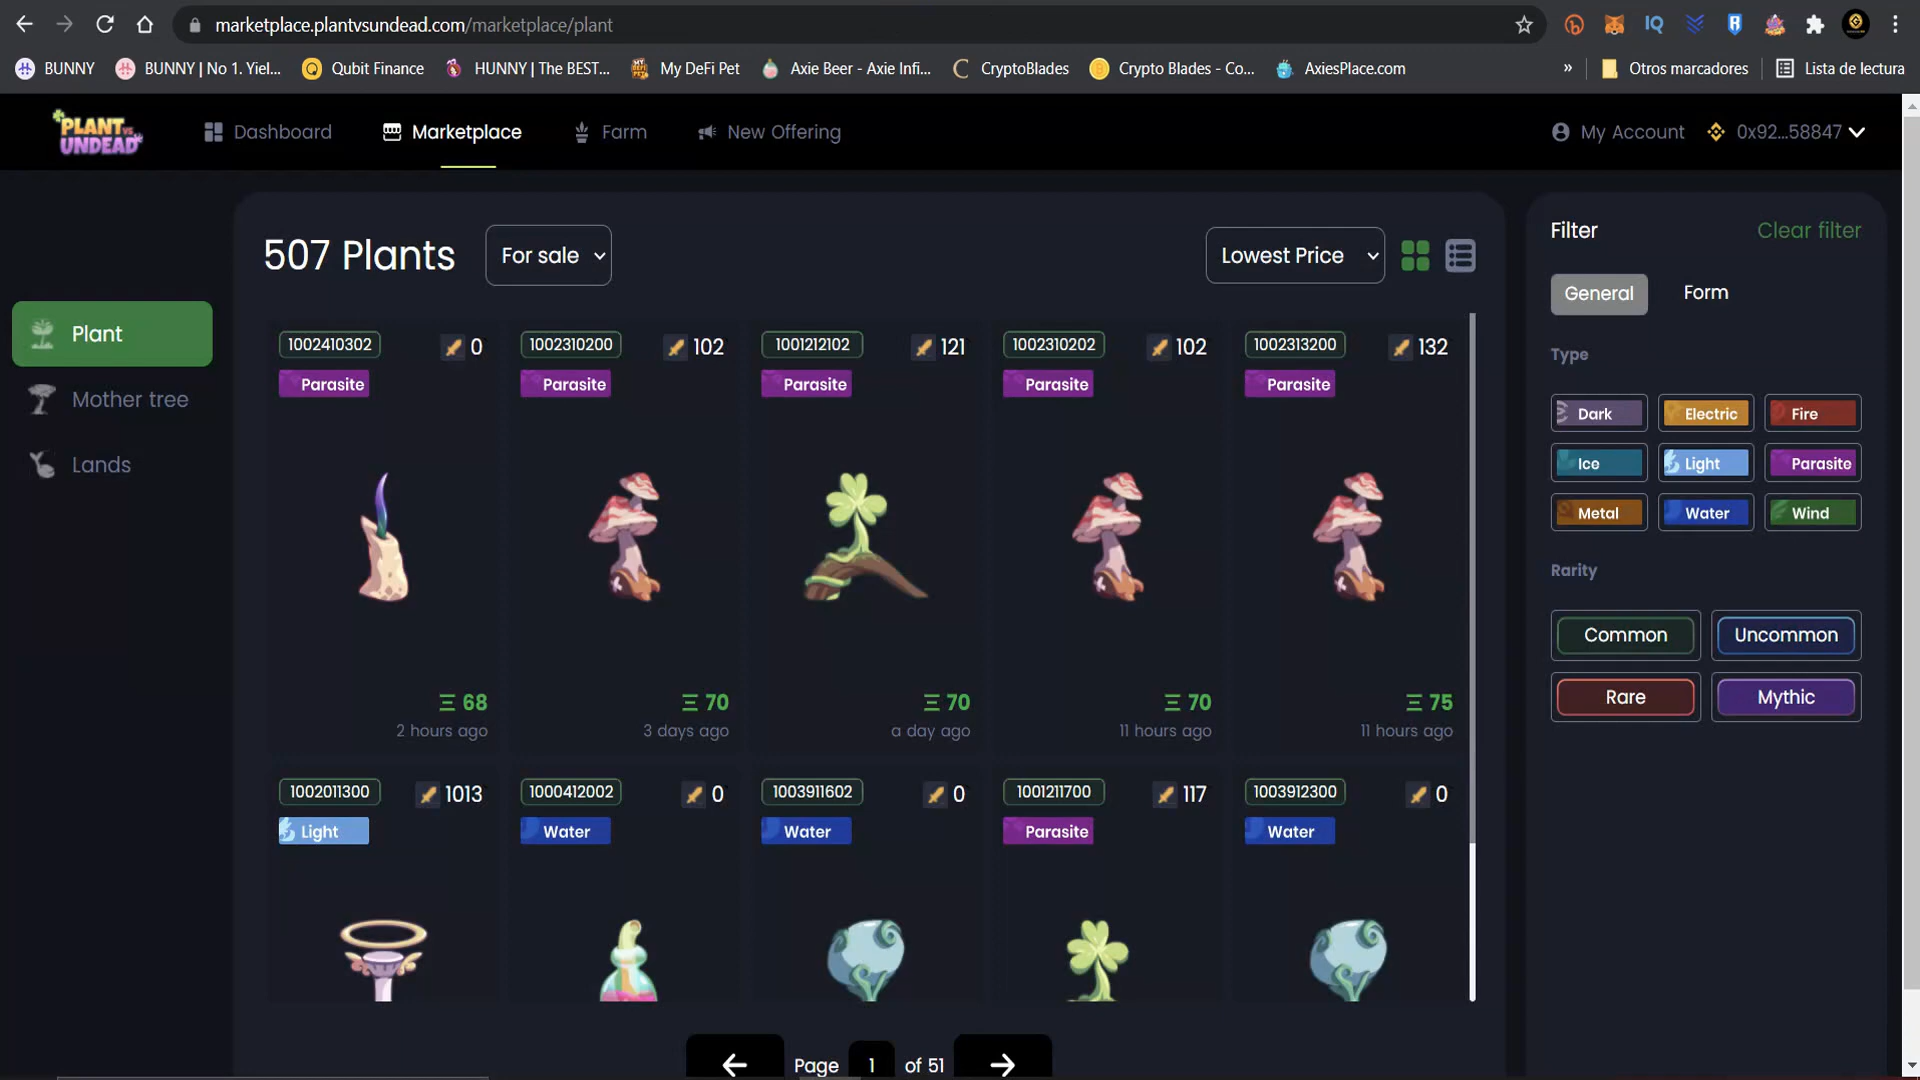 marketplace.plantvsundead.com/marketplace/plant
BUNNY BUNNY | No 1. Yiel... Qubit Finance HUNNY | The BEST... My DeFi Pet Axie Beer - Axie Infi... CryptoBlades Crypto Blades - Co... AxiesPlace.com » Otros marcadores Lista de lectura
PLANT VS UNDEAD Dashboard Marketplace Farm New Offering My Account 0x92...58847
Plant
Mother tree
Lands
507 Plants For sale Lowest Price
1002410302 0 1002310200 102 1001212102 121 1002310202 102 1002313200 132
Parasite Parasite Parasite Parasite Parasite
Ξ 68 Ξ 70 Ξ 70 Ξ 70 Ξ 75
2 hours ago 3 days ago a day ago 11 hours ago 11 hours ago
1002011300 1013 1000412002 0 1003911602 0 1001211700 117 1003912300 0
Light Water Water Parasite Water
Page 1 of 51
Filter Clear filter
General Form
Type
Dark Electric Fire
Ice Light Parasite
Metal Water Wind
Rarity
Common Uncommon
Rare Mythic